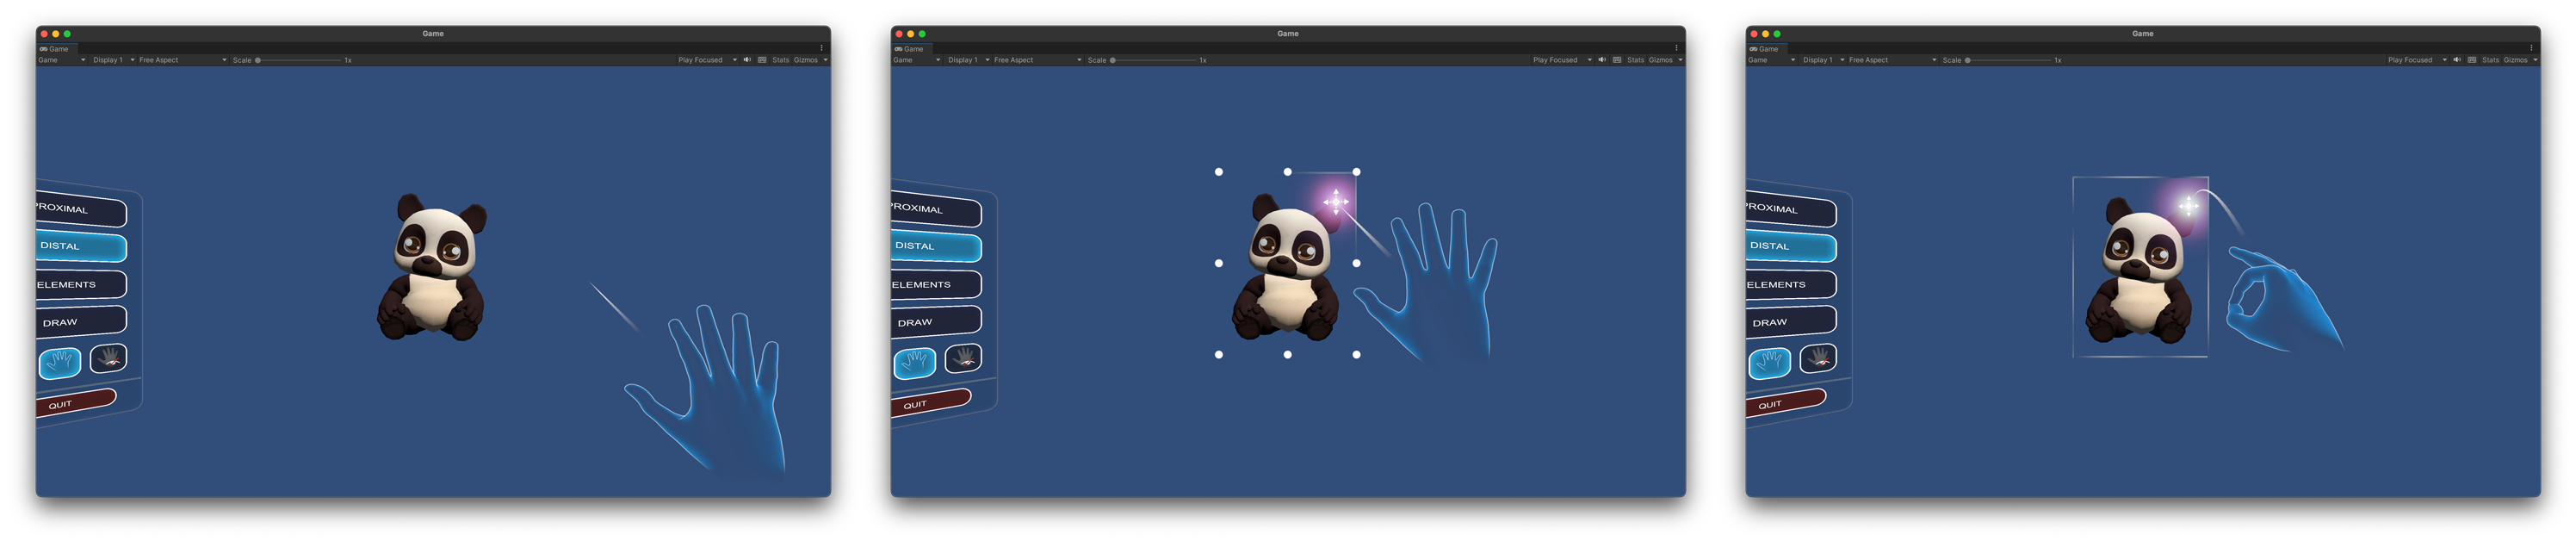 Game
Game
Game Display 1 Free Aspect Scale 1x Play Focused Stats Gizmos
PROXIMAL
DISTAL
ELEMENTS
DRAW
QUIT
Game
Game
Game Display 1 Free Aspect Scale 1x Play Focused Stats Gizmos
PROXIMAL
DISTAL
ELEMENTS
DRAW
QUIT
Game
Game
Game Display 1 Free Aspect Scale 1x Play Focused Stats Gizmos
PROXIMAL
DISTAL
ELEMENTS
DRAW
QUIT